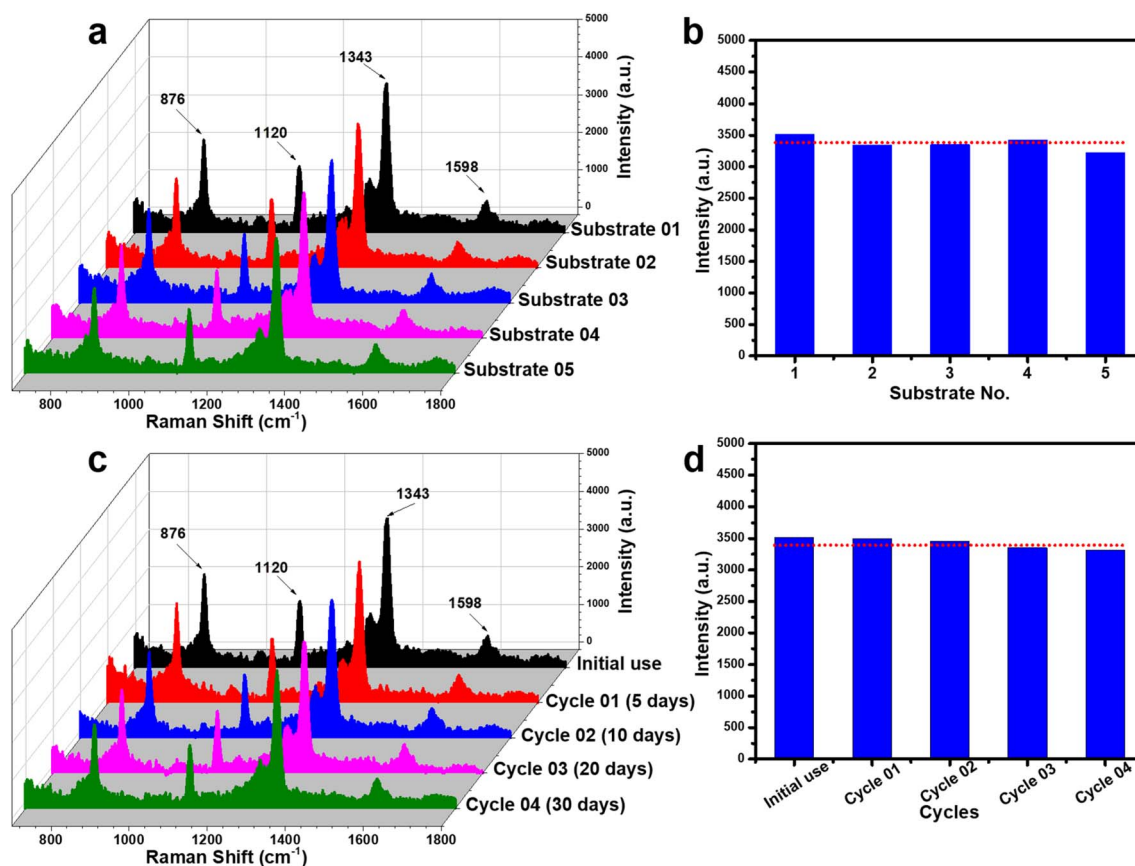 a
5000
4000
3000
2000
1000
0
Intensity (a.u.)
876
1120
1343
1598
Substrate 01
Substrate 02
Substrate 03
Substrate 04
Substrate 05
800 1000 1200 1400 1600 1800
Raman Shift (cm⁻¹)
b
5000
4500
4000
3500
3000
2500
2000
1500
1000
500
0
Intensity (a.u.)
1 2 3 4 5
Substrate No.
c
5000
4000
3000
2000
1000
0
Intensity (a.u.)
876
1120
1343
1598
Initial use
Cycle 01 (5 days)
Cycle 02 (10 days)
Cycle 03 (20 days)
Cycle 04 (30 days)
800 1000 1200 1400 1600 1800
Raman Shift (cm⁻¹)
d
5000
4500
4000
3500
3000
2500
2000
1500
1000
500
0
Intensity (a.u.)
Initial use Cycle 01 Cycle 02 Cycle 03 Cycle 04
Cycles